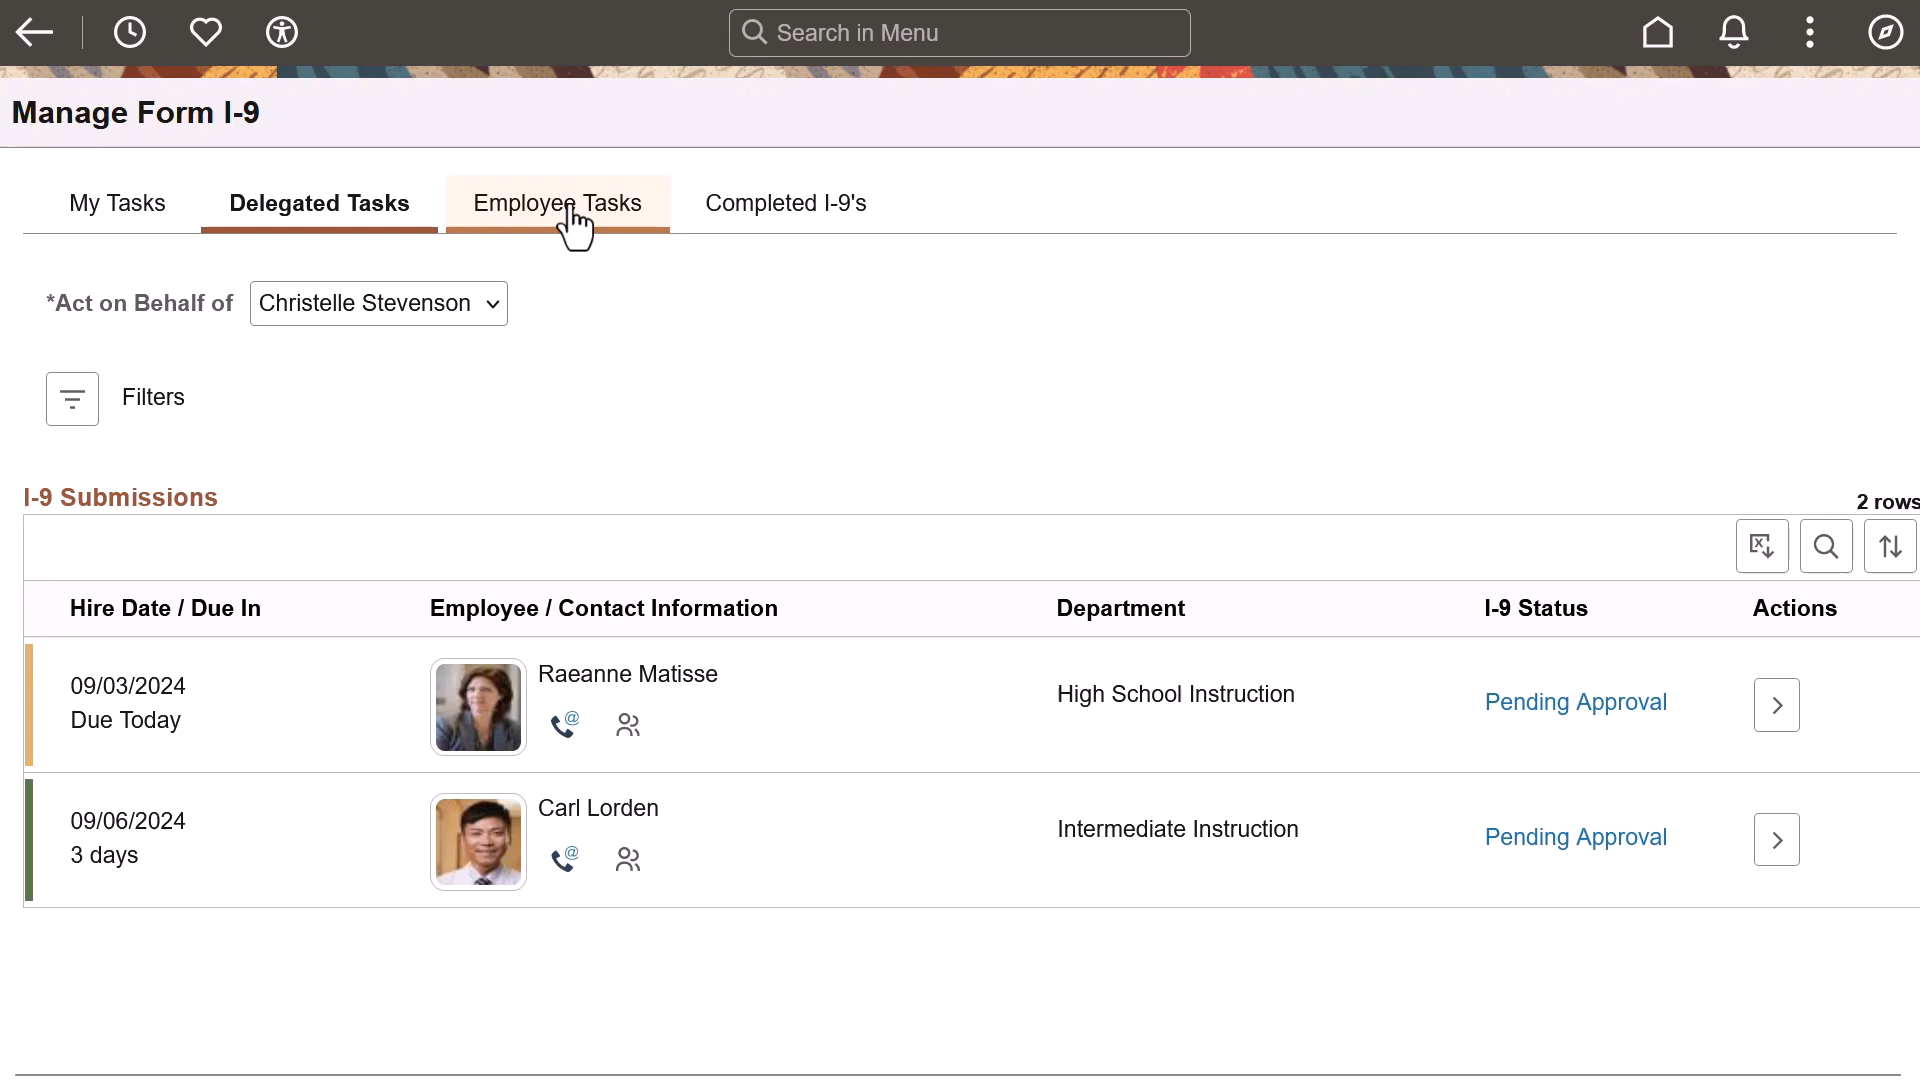 Search in Menu
Manage Form I-9
My Tasks
Delegated Tasks
Employee Tasks
Completed I-9's
*Act on Behalf of
Christelle Stevenson
Filters
I-9 Submissions
2 rows
Hire Date / Due In
Employee / Contact Information
Department
I-9 Status
Actions
09/03/2024
Due Today
Raeanne Matisse
High School Instruction
Pending Approval
09/06/2024
3 days
Carl Lorden
Intermediate Instruction
Pending Approval